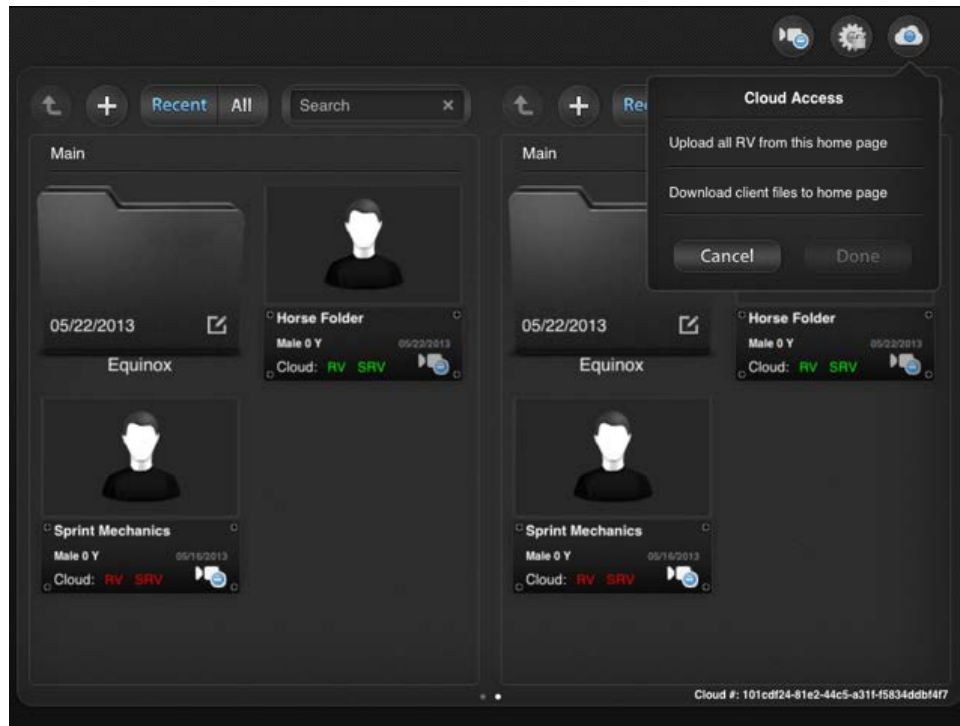 Recent All
Search
Main
05/22/2013
Equinox
Horse Folder
Male 0 Y 05/22/2013
Cloud: RV SRV
Sprint Mechanics
Male 0 Y 05/16/2013
Cloud: RV SRV
Main
05/22/2013
Equinox
Horse Folder
Male 0 Y 05/22/2013
Cloud: RV SRV
Sprint Mechanics
Male 0 Y 05/16/2013
Cloud: RV SRV
Cloud Access
Upload all RV from this home page
Download client files to home page
Cancel Done
Cloud #: 101cdf24-81e2-44c5-a31f-f5834ddbf4f7